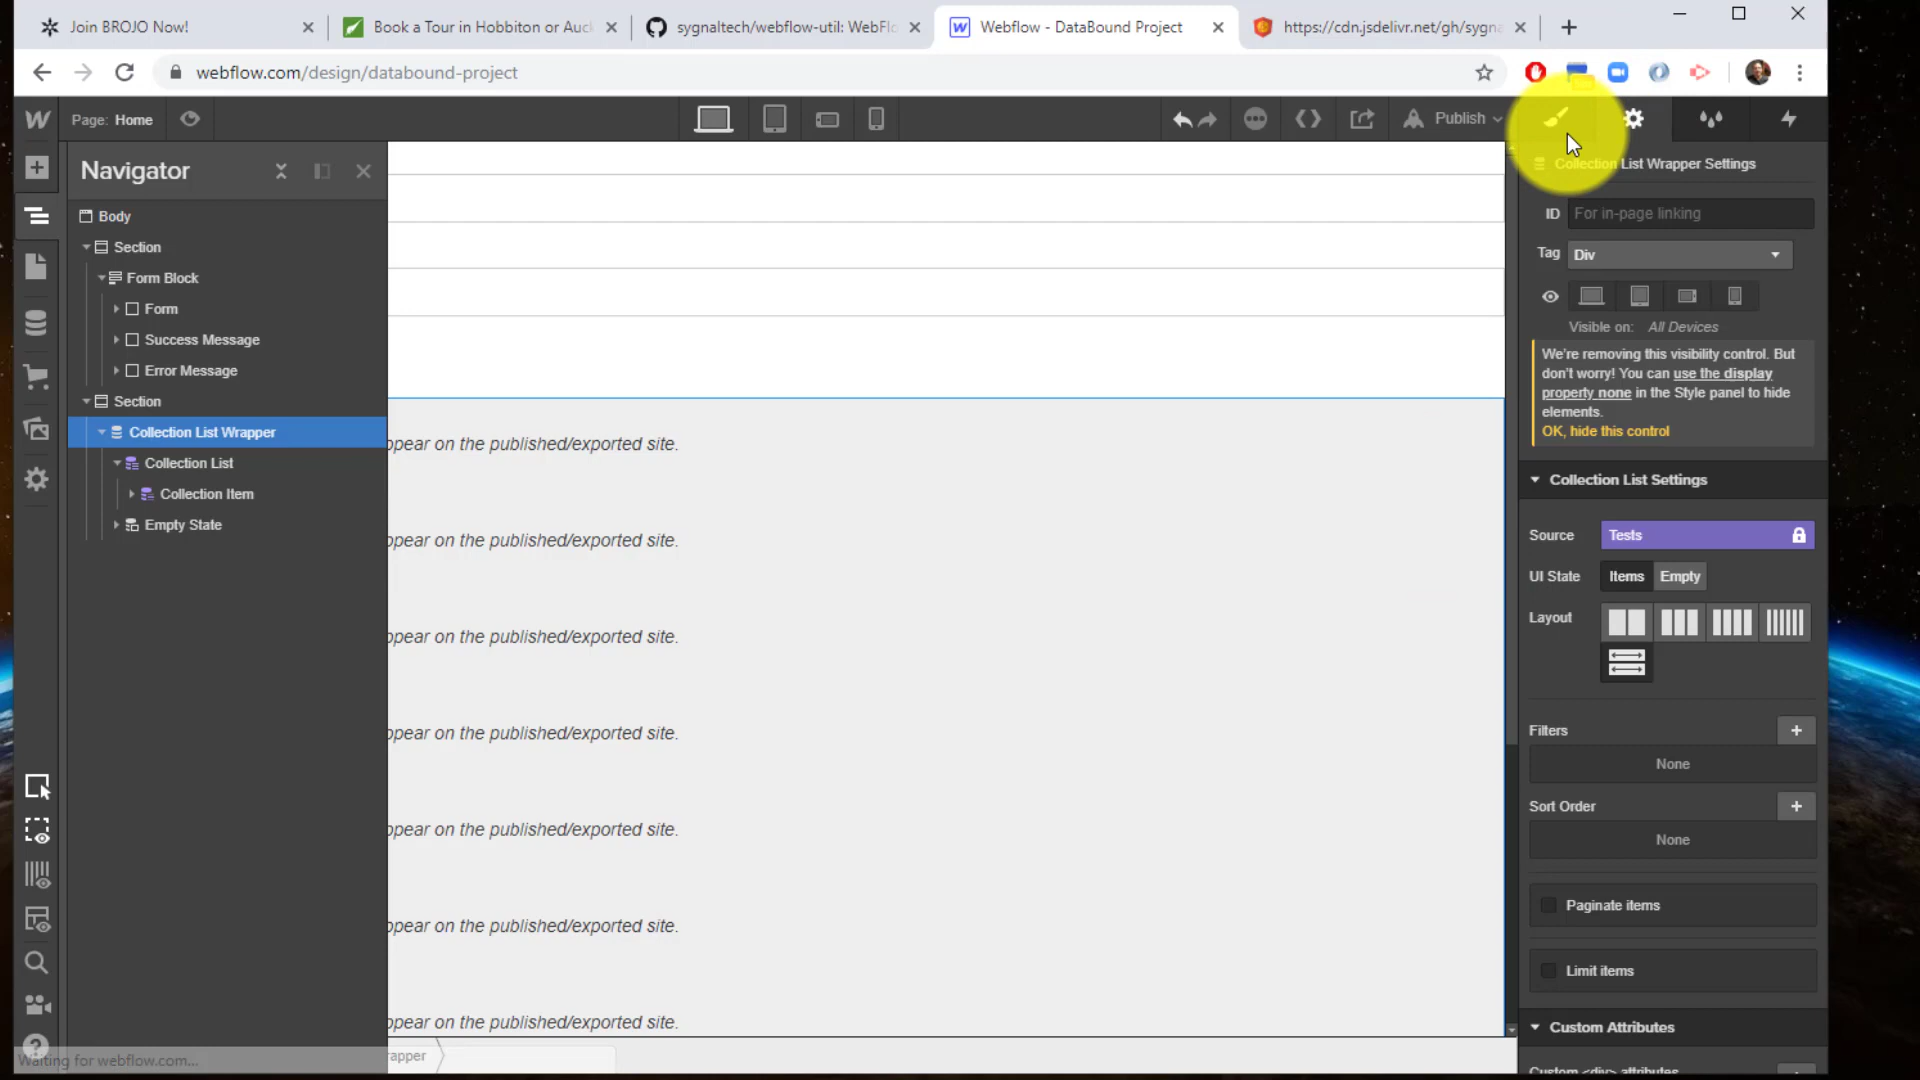 Join BROJO Now!
Book a Tour in Hobbiton or Auc
sygnaltech/webflow-util: WebFlo
Webflow - DataBound Project
https://cdn.jsdelivr.net/gh/sygna
webflow.com/design/databound-project
Page: Home
Publish
Navigator
Body
Section
Form Block
Form
Success Message
Error Message
Section
Collection List Wrapper
Collection List
Collection Item
Empty State
ppear on the published/exported site.
ppear on the published/exported site.
ppear on the published/exported site.
ppear on the published/exported site.
ppear on the published/exported site.
ppear on the published/exported site.
ppear on the published/exported site.
Collection List Wrapper Settings
ID
For in-page linking
Tag
Div
Visible on: All Devices
We're removing this visibility control. But
don't worry! You can use the display
property none in the Style panel to hide
elements.
OK, hide this control
Collection List Settings
Source
Tests
UI State
Items
Empty
Layout
Filters
None
Sort Order
None
Paginate items
Limit items
Custom Attributes
Custom <div> attributes
Waiting for webflow.com...
rapper